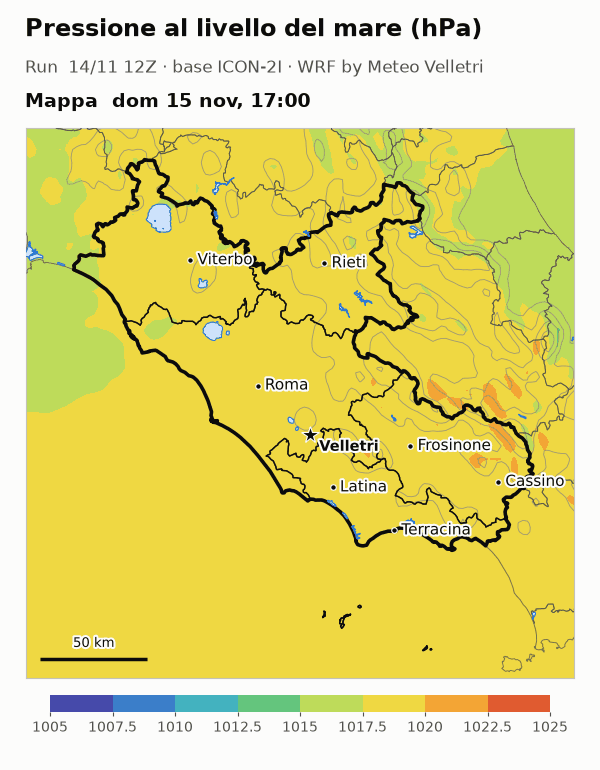 Pressione al livello del mare (hPa)
Run  14/11 12Z · base ICON-2I · WRF by Meteo Velletri
Mappa  dom 15 nov, 17:00
Viterbo
Rieti
Roma
Velletri
Frosinone
Cassino
Latina
Terracina
50 km
1005 1007.5 1010 1012.5 1015 1017.5 1020 1022.5 1025